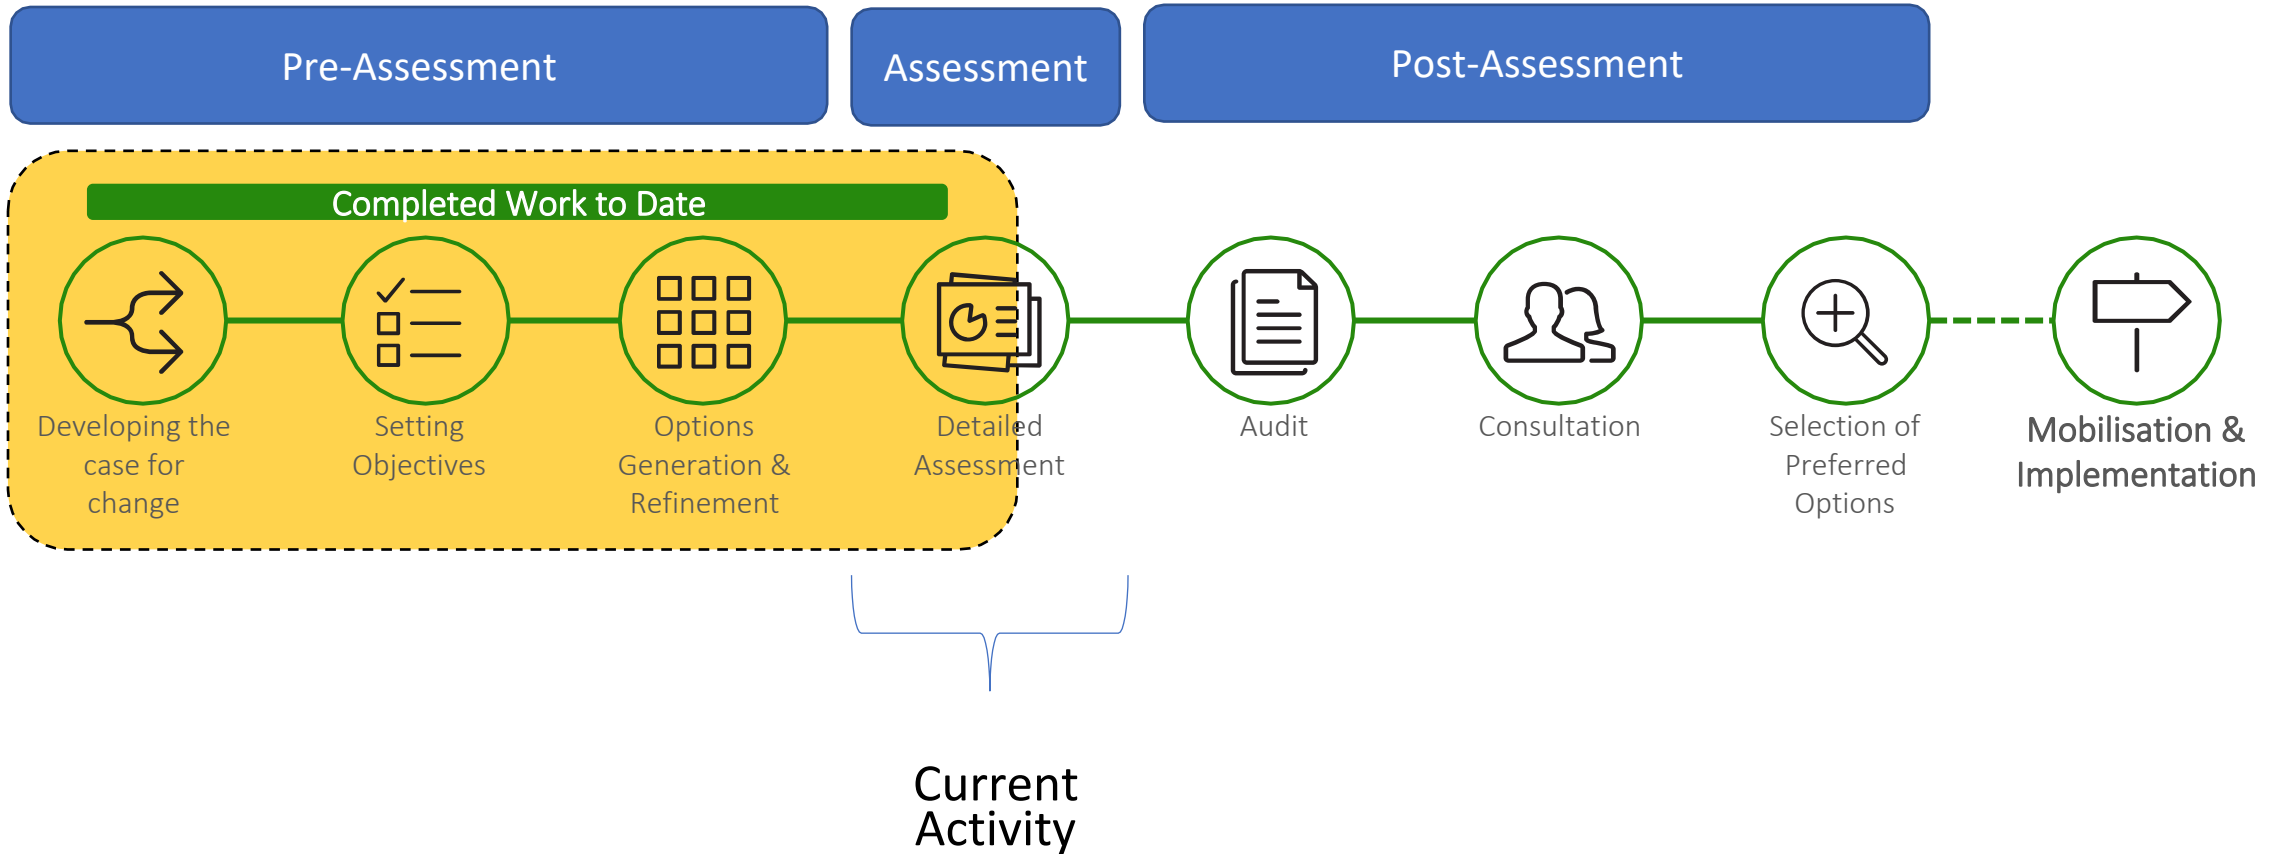 Pre-Assessment
Assessment
Post-Assessment
Completed Work to Date
Developing the
case for
change
Setting
Objectives
Options
Generation &
Refinement
Detailed
Assessment
Audit
Consultation
Selection of
Preferred
Options
Mobilisation &
Implementation
Current
Activity